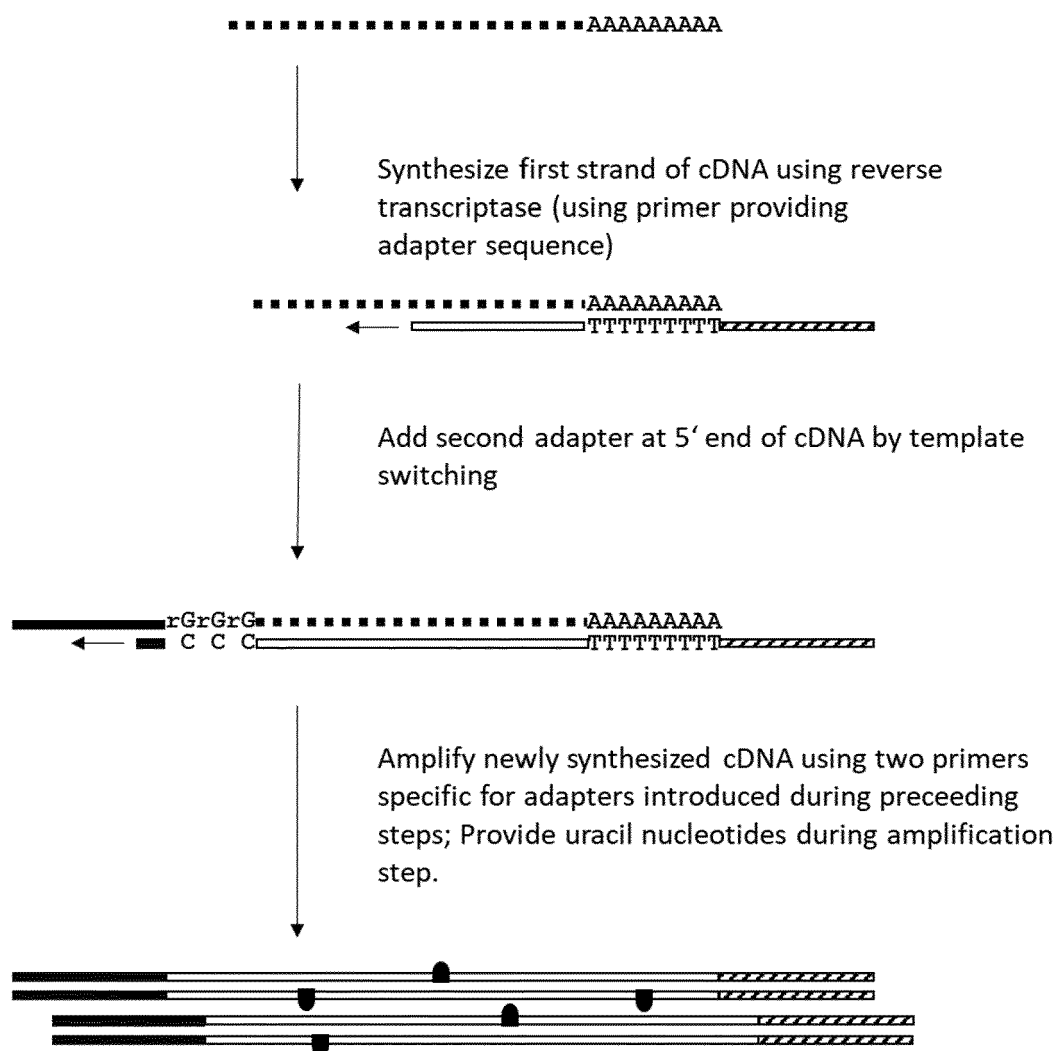 AAAAAAAAA
Synthesize first strand of cDNA using reverse
transcriptase (using primer providing
adapter sequence)
AAAAAAAAA
TTTTTTTTT
Add second adapter at 5‘ end of cDNA by template
switching
rGrGrG AAAAAAAAA
C C C TTTTTTTTT
Amplify newly synthesized cDNA using two primers
specific for adapters introduced during preceeding
steps; Provide uracil nucleotides during amplification
step.